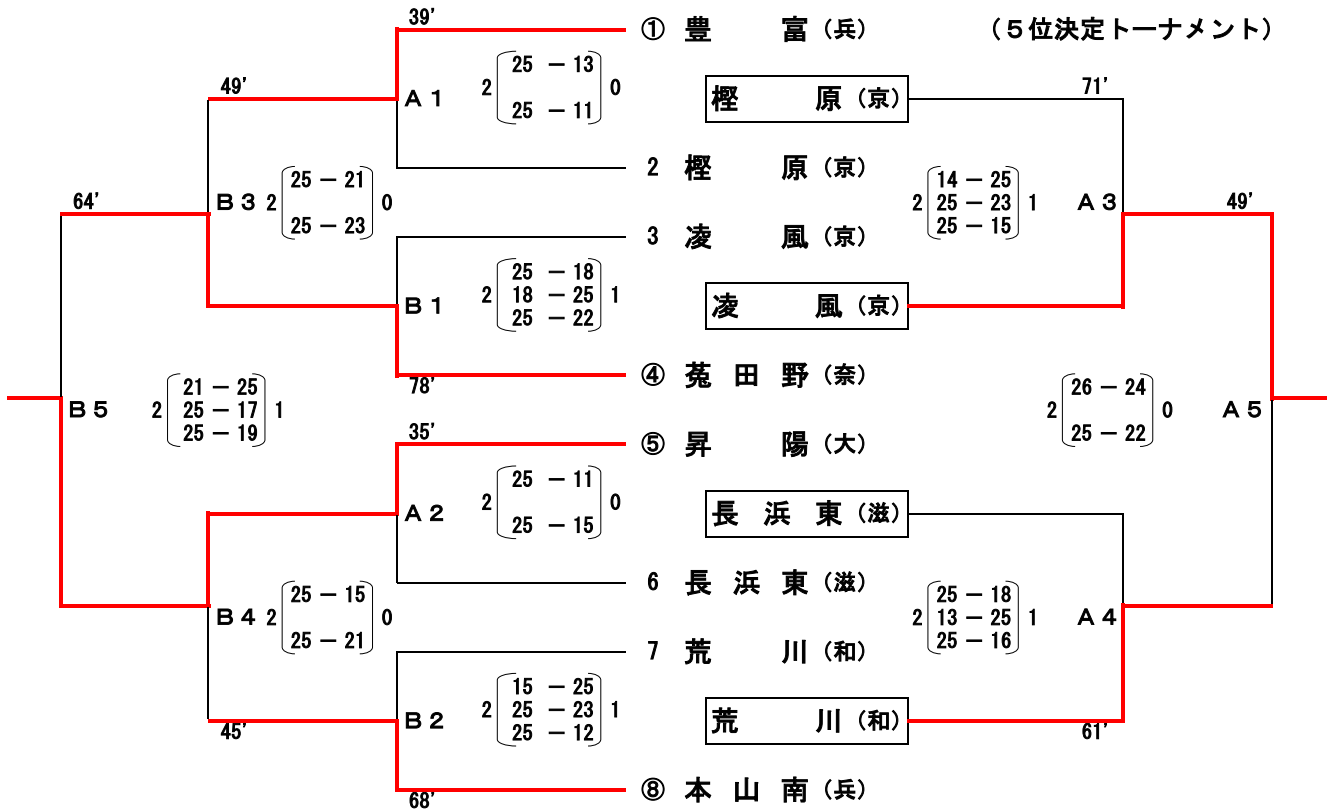 39'
① 豊 富 (兵)
(5位決定トーナメント)
49'
A1
2 25 － 13 0
25 － 11
樫 原 (京)
71'
2 樫 原 (京)
64'
B3 2 25 － 21 0
25 － 23
2 14 － 25 1
25 － 23
25 － 15
A3
49'
3 凌 風 (京)
B1
2 25 － 18 1
18 － 25
25 － 22
凌 風 (京)
78'
④ 菟 田 野 (奈)
B5
2 21 － 25 1
25 － 17
25 － 19
2 26 － 24 0
25 － 22
A5
35'
⑤ 昇 陽 (大)
A2
2 25 － 11 0
25 － 15
長 浜 東 (滋)
6 長 浜 東 (滋)
B4 2 25 － 15 0
25 － 21
2 25 － 18 1
13 － 25
25 － 16
A4
7 荒 川 (和)
45'
B2
2 15 － 25 1
25 － 23
25 － 12
荒 川 (和)
61'
68'
⑧ 本 山 南 (兵)